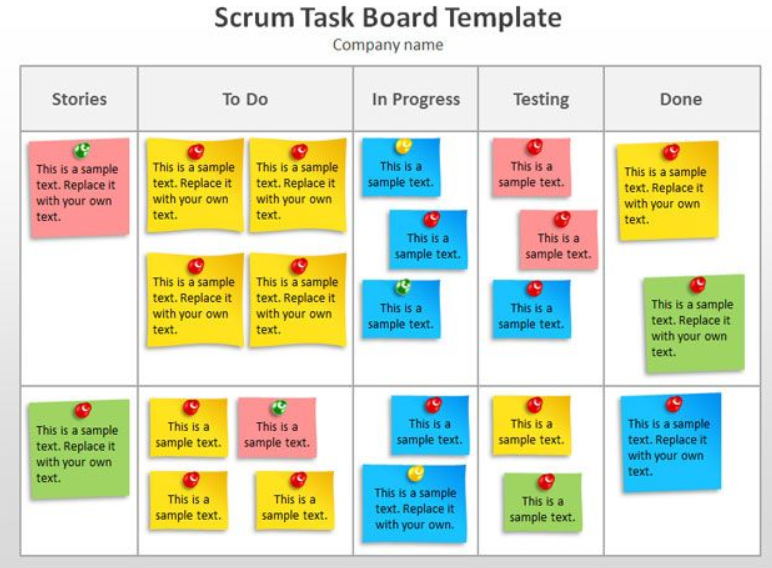 Scrum Task Board Template
Company name
Stories
To Do
In Progress
Testing
Done
This is a sample
text. Replace it
with your own
text.
This is a sample
text. Replace it
with your own
text.
This is a sample
text. Replace it
with your own
text.
This is a sample
text. Replace it
with your own
text.
This is a sample
text. Replace it
with your own
text.
This is a
sample text.
This is a
sample text.
This is a
sample text.
This is a
sample text.
This is a
sample text.
This is a
sample text.
This is a sample
text. Replace it
with your own
text.
This is a sample
text. Replace it
with your own
text.
This is a sample
text. Replace it
with your own
text.
This is a
sample text.
This is a
sample text.
This is a
sample text.
This is a
sample text.
This is a
sample text.
This is a sample
text. Replace it
with your own.
This is a
sample text.
This is a
sample text.
This is a sample
text. Replace it
with your own
text.